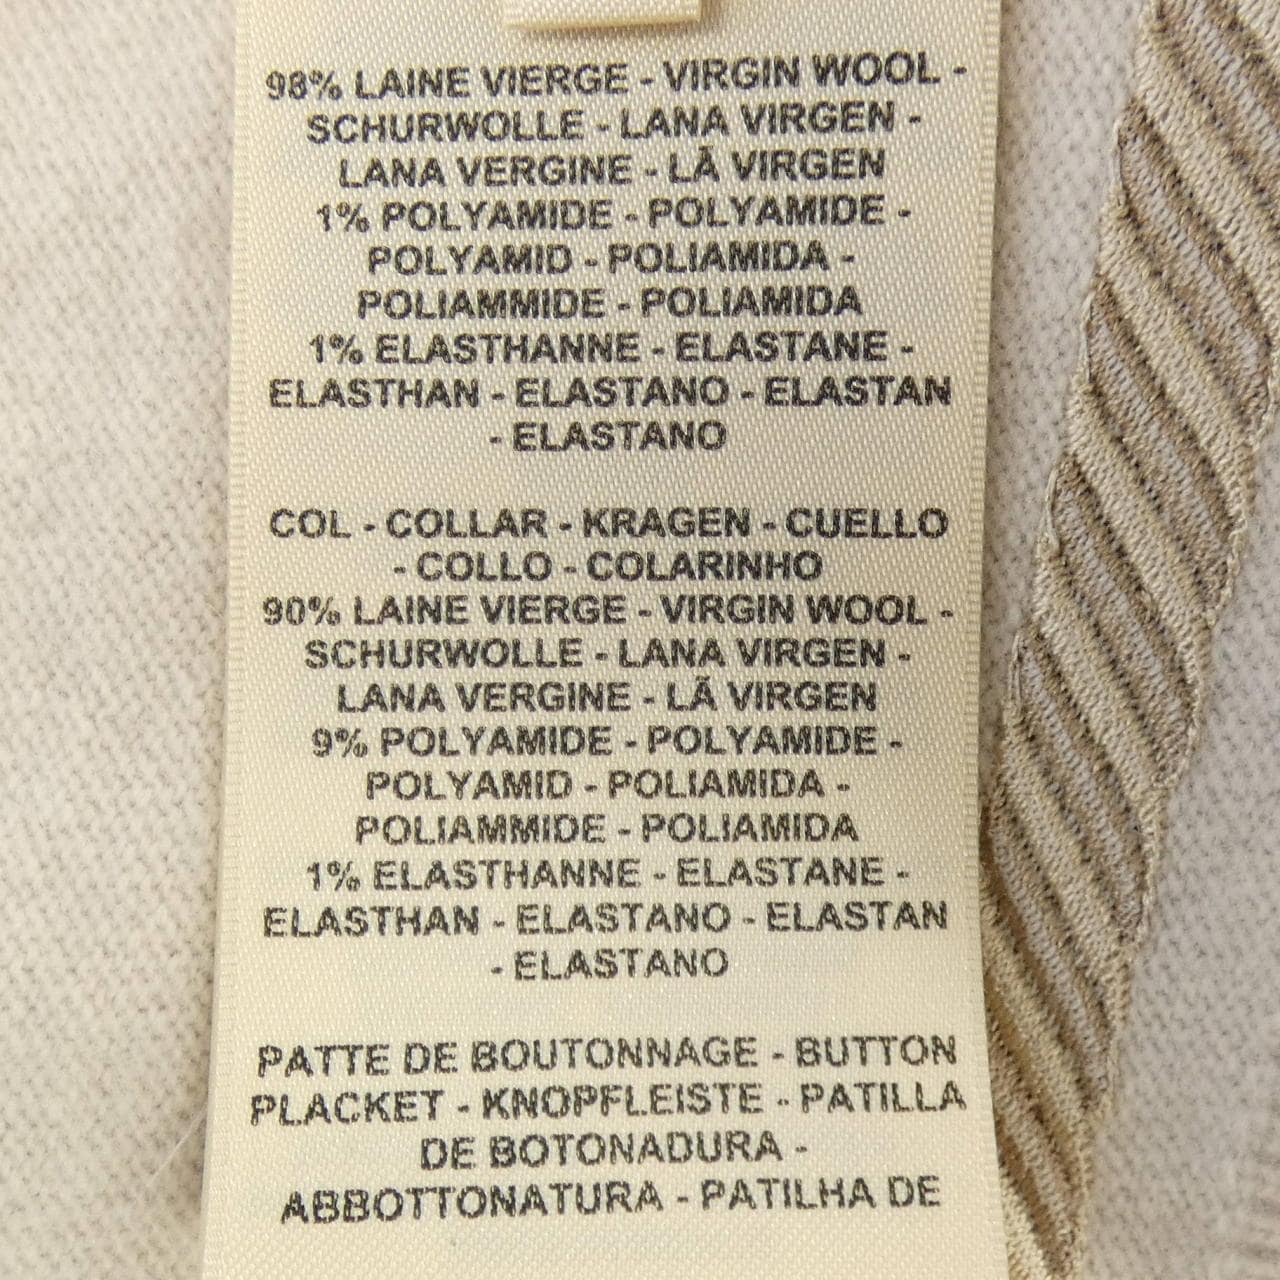 98% LAINE VIERGE - VIRGIN WOOL -
SCHURWOLLE - LANA VIRGEN -
LANA VERGINE - LÃ VIRGEN
1% POLYAMIDE - POLYAMIDE -
POLYAMID - POLIAMIDA -
POLIAMMIDE - POLIAMIDA
1% ELASTHANNE - ELASTANE -
ELASTHAN - ELASTANO - ELASTAN
- ELASTANO
COL - COLLAR - KRAGEN - CUELLO
- COLLO - COLARINHO
90% LAINE VIERGE - VIRGIN WOOL -
SCHURWOLLE - LANA VIRGEN -
LANA VERGINE - LÃ VIRGEN
9% POLYAMIDE - POLYAMIDE -
POLYAMID - POLIAMIDA -
POLIAMMIDE - POLIAMIDA
1% ELASTHANNE - ELASTANE -
ELASTHAN - ELASTANO - ELASTAN
- ELASTANO
PATTE DE BOUTONNAGE - BUTTON
PLACKET - KNOPFLEISTE - PATILLA
DE BOTONADURA -
ABBOTTONATURA - PATILHA DE